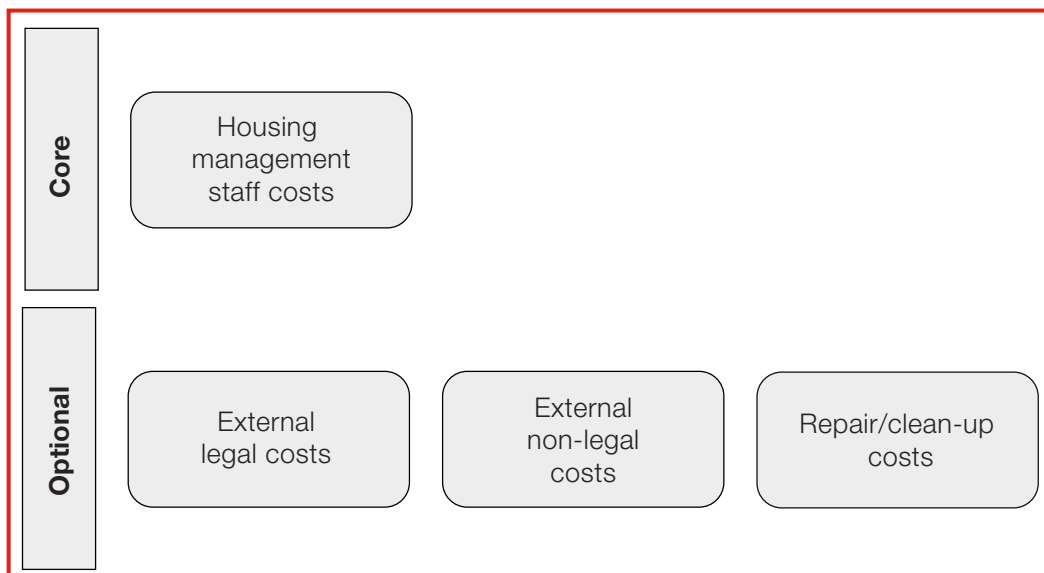 Core
Housing
management
staff costs
Optional
External
legal costs
External
non-legal
costs
Repair/clean-up
costs